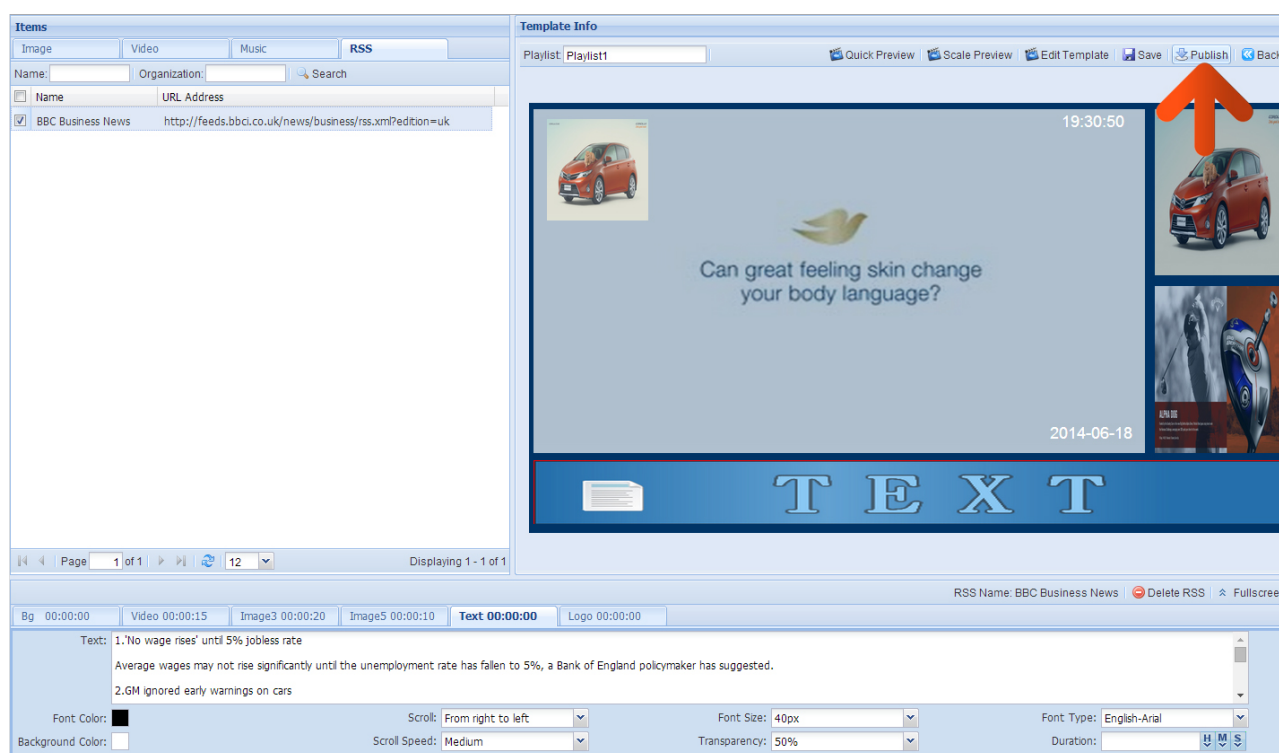 Items
Image Video Music RSS
Name: Organization: Search
Name URL Address
BBC Business News http://feeds.bbci.co.uk/news/business/rss.xml?edition=uk
Page 1 of 1 12 Displaying 1 - 1 of 1
Template Info
Playlist: Playlist1 Quick Preview Scale Preview Edit Template Save Publish Back
19:30:50
Can great feeling skin change
your body language?
ALPHA DOG
2014-06-18
TEXT
RSS Name: BBC Business News Delete RSS Fullscree
Bg 00:00:00 Video 00:00:15 Image3 00:00:20 Image5 00:00:10 Text 00:00:00 Logo 00:00:00
Text: 1.'No wage rises' until 5% jobless rate
Average wages may not rise significantly until the unemployment rate has fallen to 5%, a Bank of England policymaker has suggested.
2.GM ignored early warnings on cars
Font Color: Scroll: From right to left Font Size: 40px Font Type: English-Arial
Background Color: Scroll Speed: Medium Transparency: 50% Duration: H M S